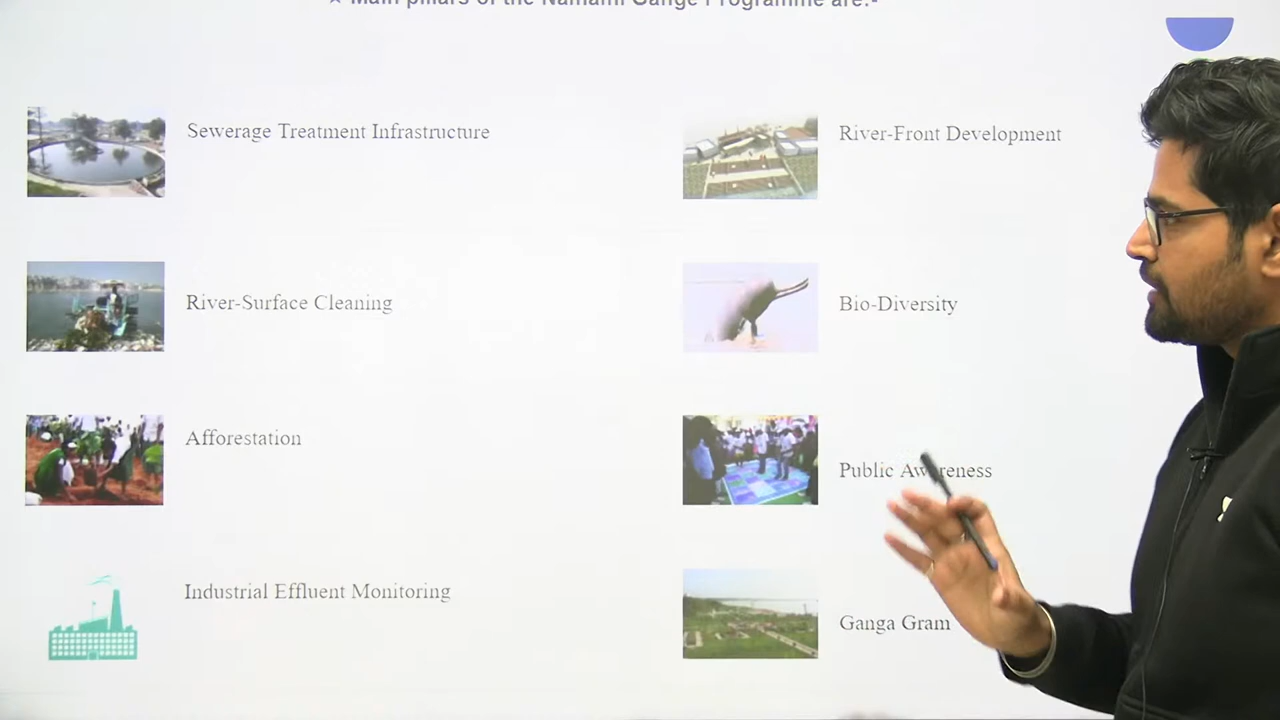 Main pillars of the Namami Gange Programme are:-
Sewerage Treatment Infrastructure
River-Front Development
River-Surface Cleaning
Bio-Diversity
Afforestation
Public Awareness
Industrial Effluent Monitoring
Ganga Gram